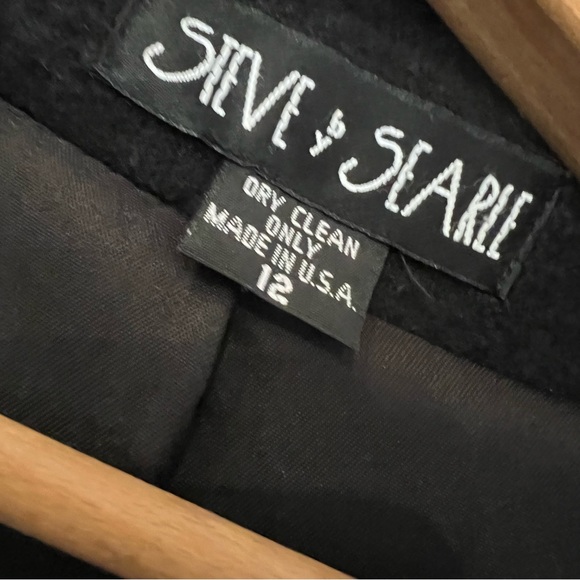 STEVE by SEARLE
DRY CLEAN
ONLY
MADE IN U.S.A.
12